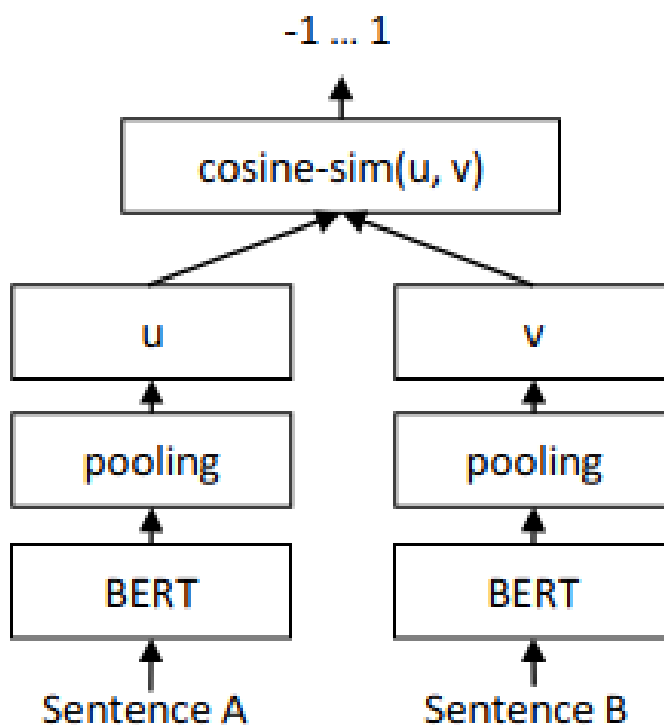 -1 ... 1
cosine-sim(u, v)
u
v
pooling
pooling
BERT
BERT
Sentence A
Sentence B